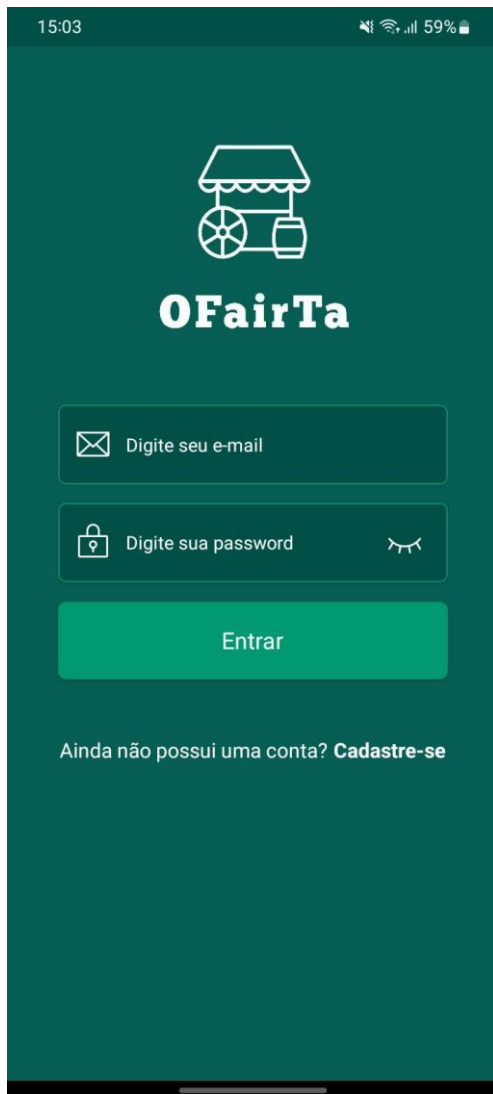 15:03 59%
OFairTa
Digite seu e-mail
Digite sua password
Entrar
Ainda não possui uma conta? Cadastre-se